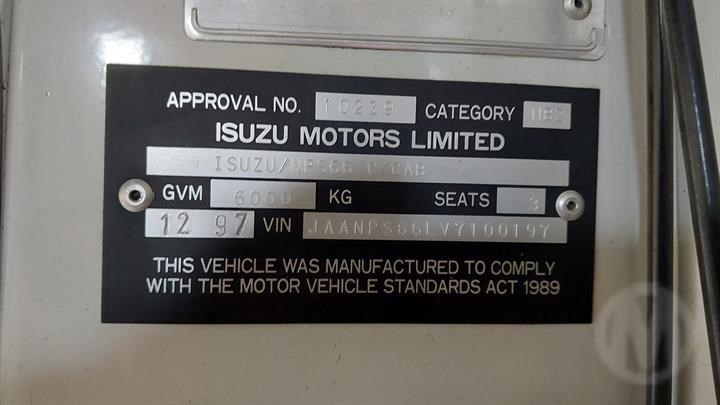 APPROVAL NO. 10239 CATEGORY NB2
ISUZU MOTORS LIMITED
ISUZU/NPS66 C/CAB
GVM 6000 KG SEATS 3
12 97 VIN JAANPS66LV7100197
THIS VEHICLE WAS MANUFACTURED TO COMPLY
WITH THE MOTOR VEHICLE STANDARDS ACT 1989
M